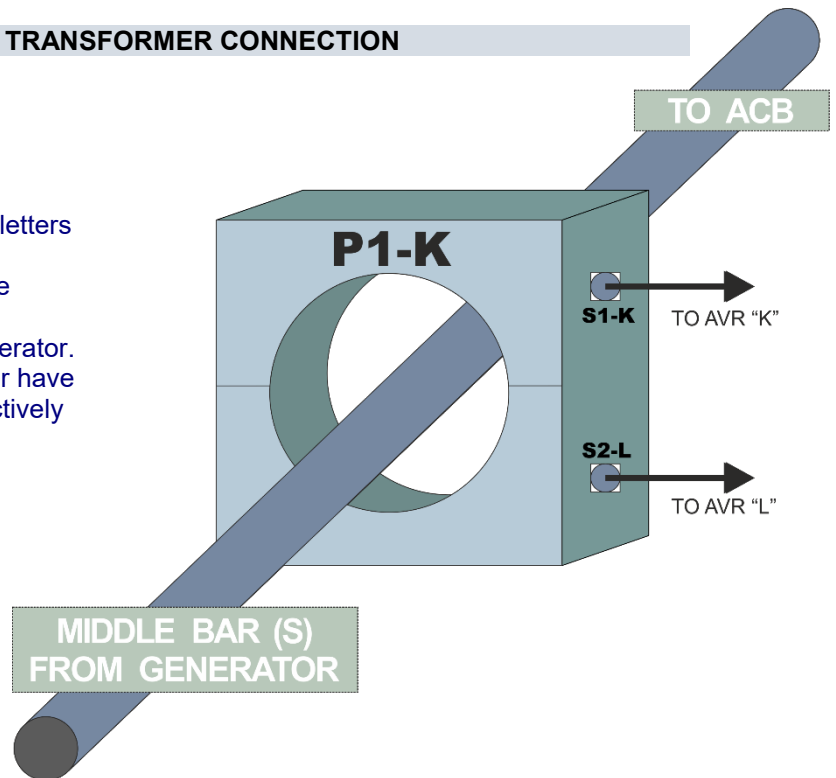 TRANSFORMER CONNECTION
TO ACB
letters
e
erator.
r have
ctively
P1-K
S1-K
TO AVR “K”
S2-L
TO AVR “L”
MIDDLE BAR (S)
FROM GENERATOR